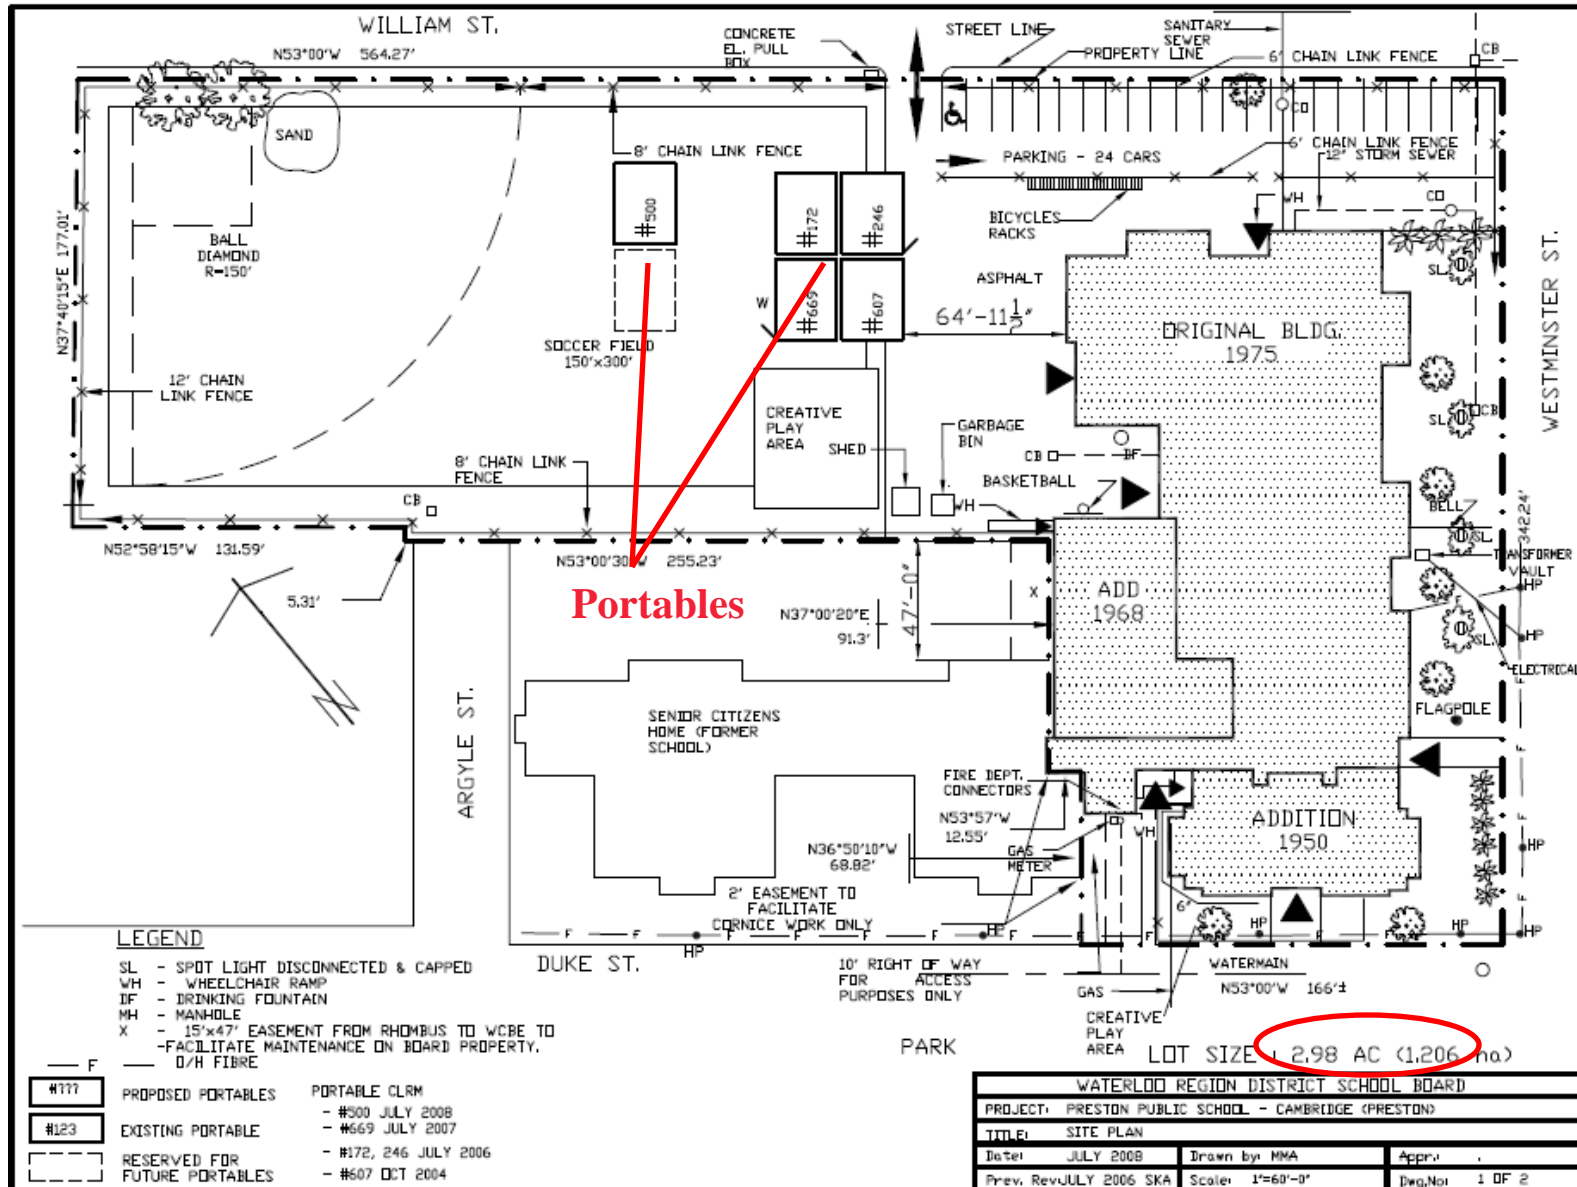 WILLIAM ST.
N53°00'W 564.27'
CONCRETE
EL. PULL
BOX
STREET LINE
SANITARY
SEWER
PROPERTY LINE
6' CHAIN LINK FENCE
CB
CO
SAND
8' CHAIN LINK FENCE
PARKING - 24 CARS
6' CHAIN LINK FENCE
12" STORM SEWER
#500
#172
#246
#669
#607
W
BICYCLES
RACKS
WH
CO
SL.
N37°40'15"E 177.01'
BALL
DIAMOND
R=150'
ASPHALT
64'-11½"
ORIGINAL BLDG.
1975
WESTMINSTER ST.
SOCCER FIELD
150'x300'
12' CHAIN
LINK FENCE
CREATIVE
PLAY
AREA
SHED
GARBAGE
BIN
CB
DF
BASKETBALL
WH
SL.
CB
8' CHAIN LINK
FENCE
CB
BELL
SL.
342.24'
TRANSFORMER
VAULT
HP
N52°58'15"W 131.59'
N53°00'30"W 255.23'
5.31'
Portables
N37°00'20"E
91.3'
47'-0"
X
ADD
1968
HP
SL.
ELECTRICAL
FLAGPOLE
N
ARGYLE ST.
SENIOR CITIZENS
HOME (FORMER
SCHOOL)
FIRE DEPT.
CONNECTORS
N53°57'W
12.55'
N36°50'10"W
68.82'
GAS
METER
WH
ADDITION
1950
HP
2' EASEMENT TO
FACILITATE
CORNICE WORK ONLY
6"
F F F F F F F F
HP HP HP HP HP
DUKE ST.
10' RIGHT OF WAY
FOR ACCESS
PURPOSES ONLY
GAS
WATERMAIN
N53°00'W 166'±
CREATIVE
PLAY
AREA
PARK
LOT SIZE : 2.98 AC (1.206 ha)
LEGEND
SL - SPOT LIGHT DISCONNECTED & CAPPED
WH - WHEELCHAIR RAMP
DF - DRINKING FOUNTAIN
MH - MANHOLE
X - 15'x47' EASEMENT FROM RHOMBUS TO WCBE TO
-FACILITATE MAINTENANCE ON BOARD PROPERTY.
F O/H FIBRE
#??? PROPOSED PORTABLES
#123 EXISTING PORTABLE
RESERVED FOR
FUTURE PORTABLES
PORTABLE CLRM
- #500 JULY 2008
- #669 JULY 2007
- #172, 246 JULY 2006
- #607 OCT 2004
WATERLOO REGION DISTRICT SCHOOL BOARD
PROJECT: PRESTON PUBLIC SCHOOL - CAMBRIDGE (PRESTON)
TITLE: SITE PLAN
Date: JULY 2008 Drawn by: MMA Appr.: .
Prev. Rev: JULY 2006 SKA Scale: 1"=60'-0" Dwg.No: 1 OF 2